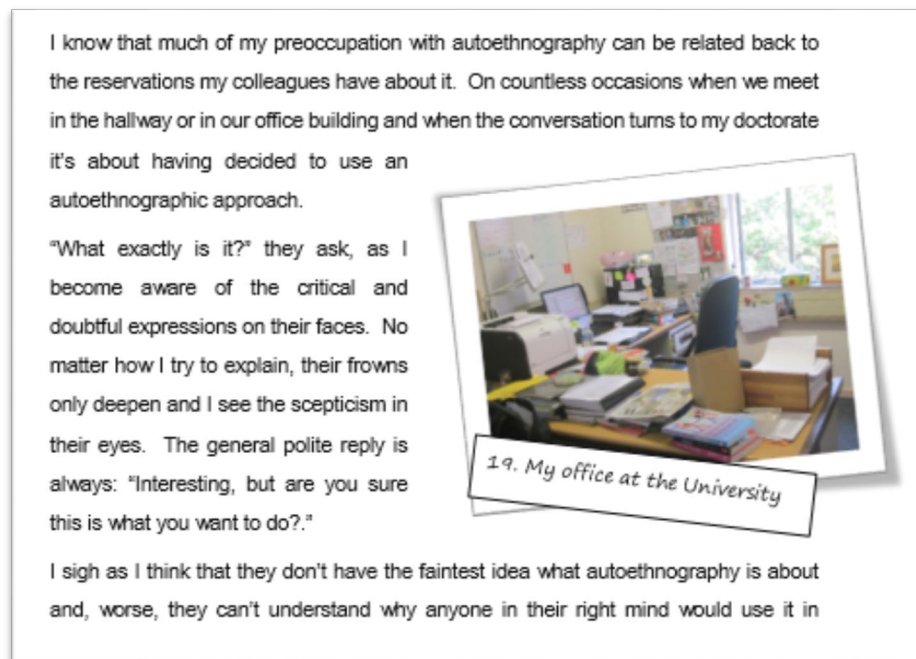 I know that much of my preoccupation with autoethnography can be related back to
the reservations my colleagues have about it.  On countless occasions when we meet
in the hallway or in our office building and when the conversation turns to my doctorate
it's about having decided to use an
autoethnographic approach.
"What exactly is it?" they ask, as I
become aware of the critical and
doubtful expressions on their faces.  No
matter how I try to explain, their frowns
only deepen and I see the scepticism in
their eyes.  The general polite reply is
always: "Interesting, but are you sure
this is what you want to do?."
19. My office at the University
I sigh as I think that they don't have the faintest idea what autoethnography is about
and, worse, they can't understand why anyone in their right mind would use it in